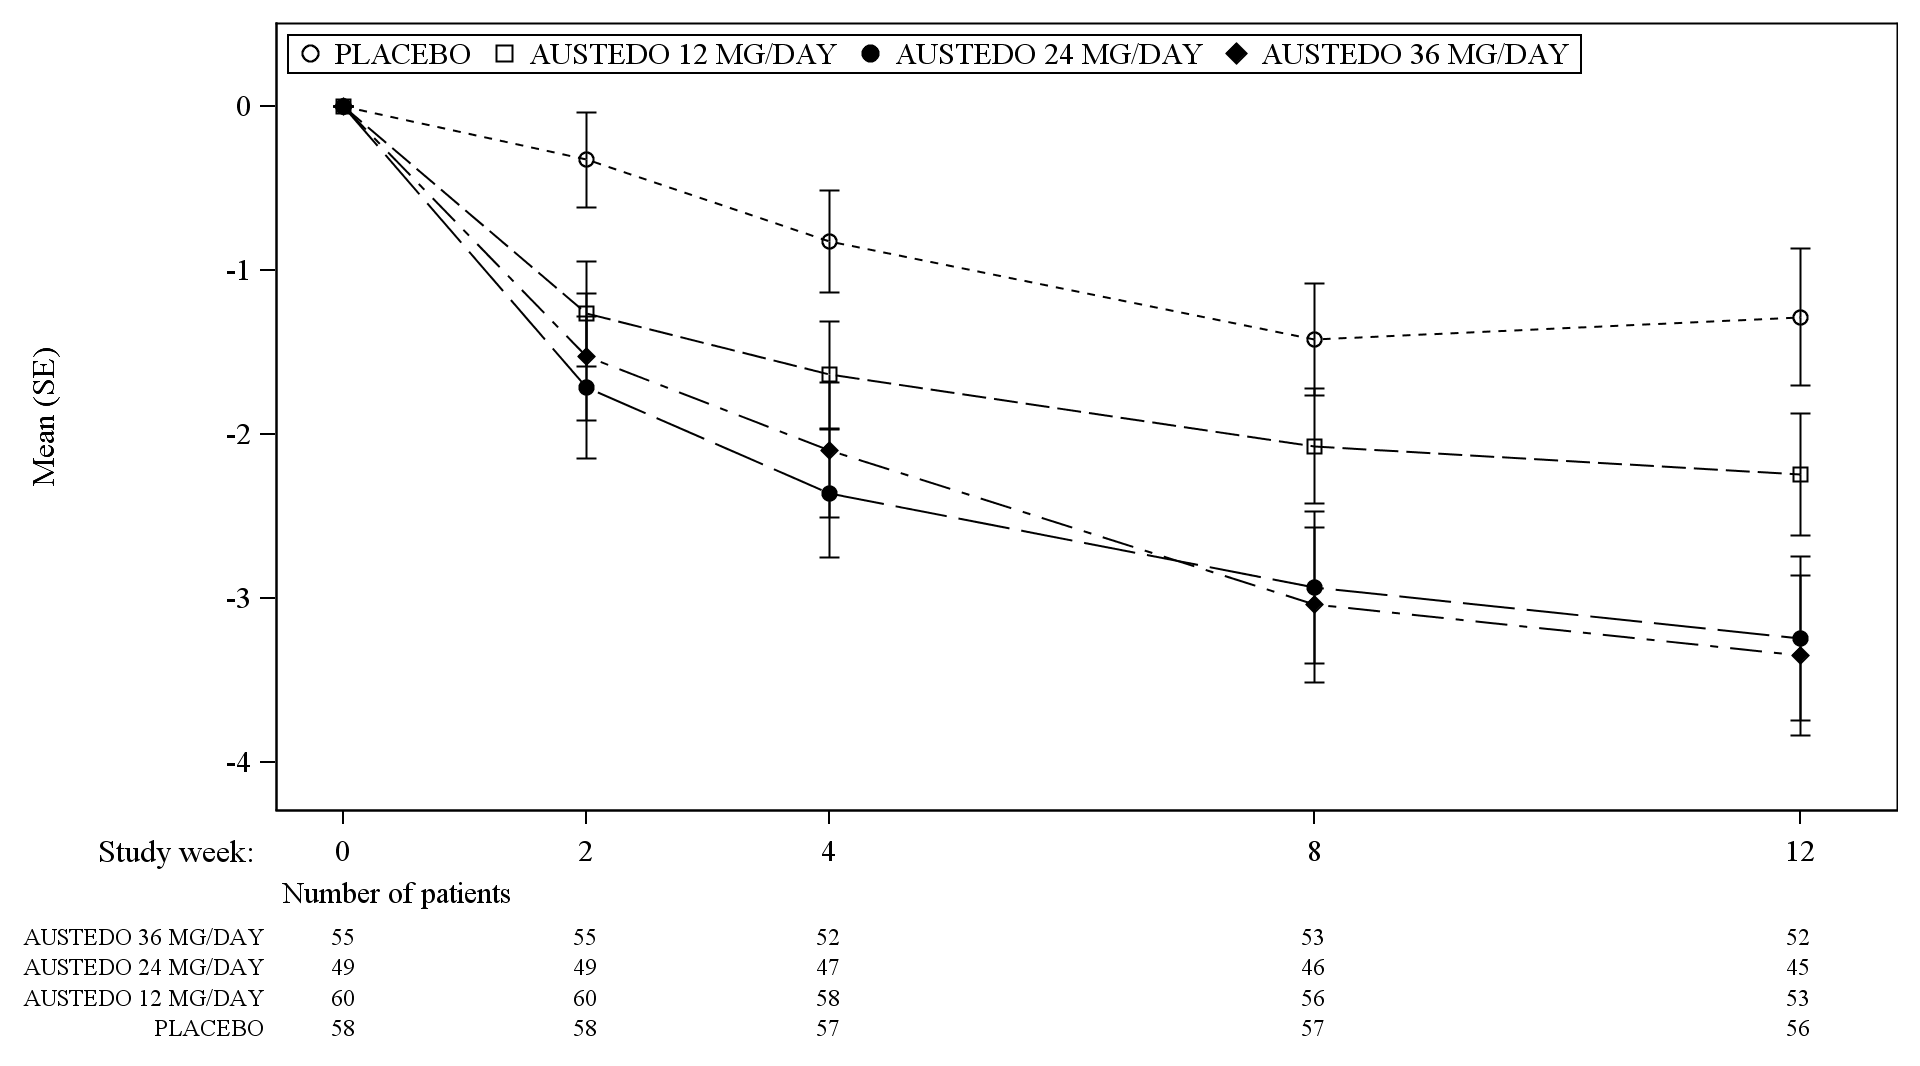 PLACEBO AUSTEDO 12 MG/DAY AUSTEDO 24 MG/DAY AUSTEDO 36 MG/DAY
0
-1
-2
-3
-4
Mean (SE)
Study week: 0 2 4 8 12
Number of patients
AUSTEDO 36 MG/DAY 55 55 52 53 52
AUSTEDO 24 MG/DAY 49 49 47 46 45
AUSTEDO 12 MG/DAY 60 60 58 56 53
PLACEBO 58 58 57 57 56